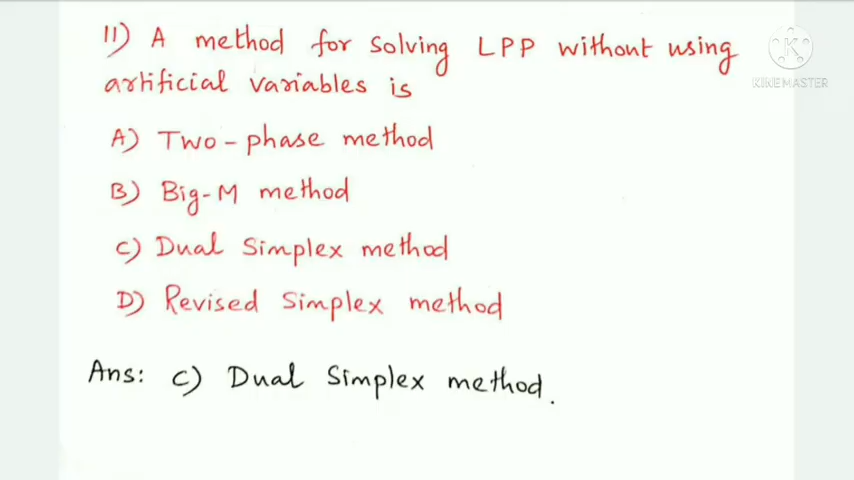 11) A method for solving LPP without using
artificial variables is
A) Two-phase method
B) Big-M method
C) Dual Simplex method
D) Revised Simplex method
Ans: C) Dual Simplex method.
K
KINEMASTER